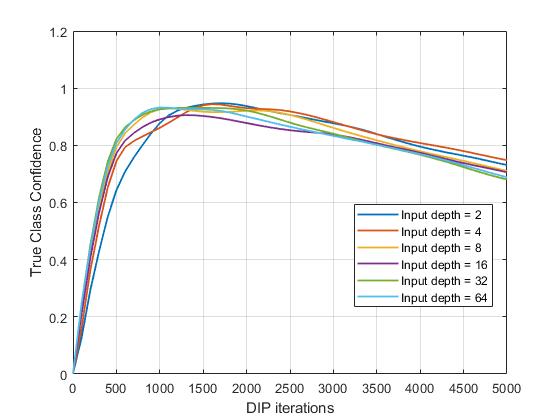 1.2
1
0.8
0.6
0.4
0.2
0
True Class Confidence
Input depth = 2
Input depth = 4
Input depth = 8
Input depth = 16
Input depth = 32
Input depth = 64
0 500 1000 1500 2000 2500 3000 3500 4000 4500 5000
DIP iterations